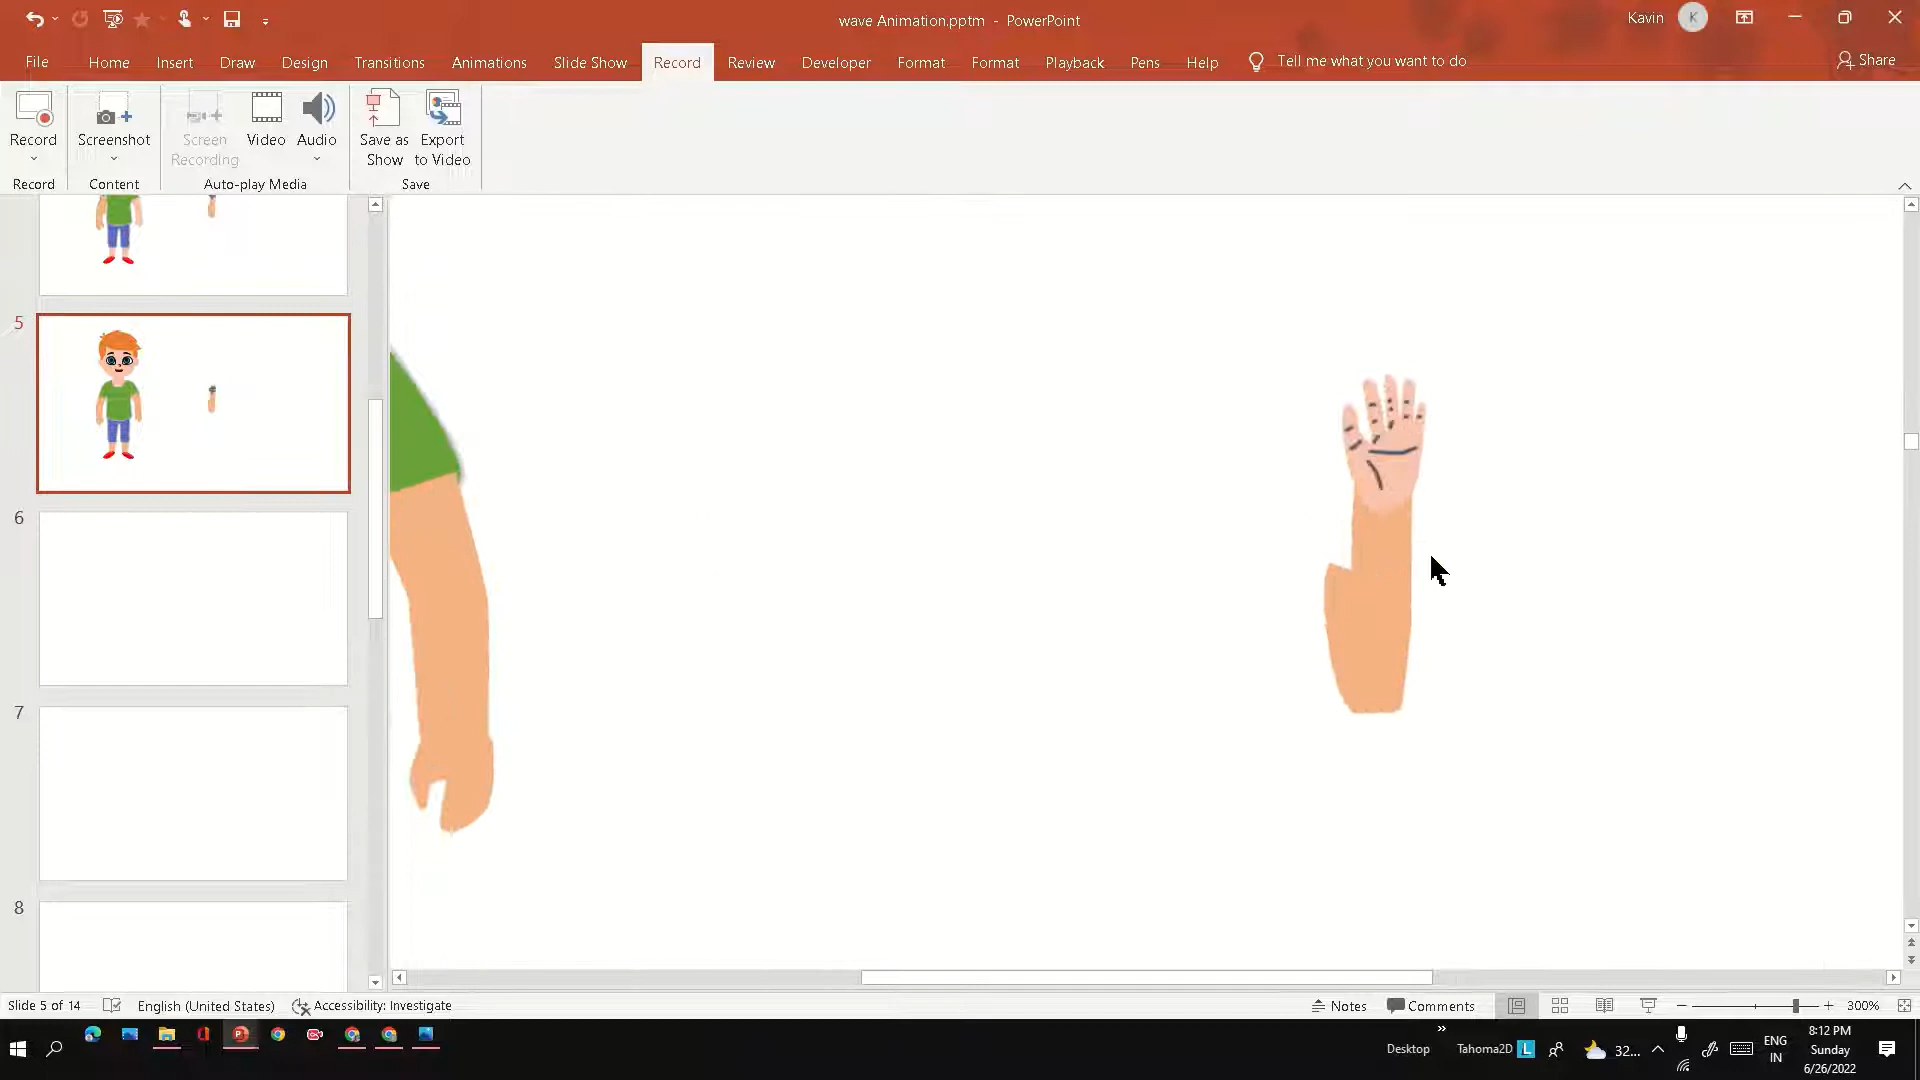 wave Animation.pptm - PowerPoint
Kavin
K
File Home Insert Draw Design Transitions Animations Slide Show Record Review Developer Format Format Playback Pens Help Tell me what you want to do Share
Record Screenshot Screen Recording Video Audio Save as Show Export to Video
Record Content Auto-play Media Save
5
6
7
8
Slide 5 of 14 English (United States) Accessibility: Investigate Notes Comments 300%
Desktop Tahoma2D L 32... ENG IN
8:12 PM
Sunday
6/26/2022